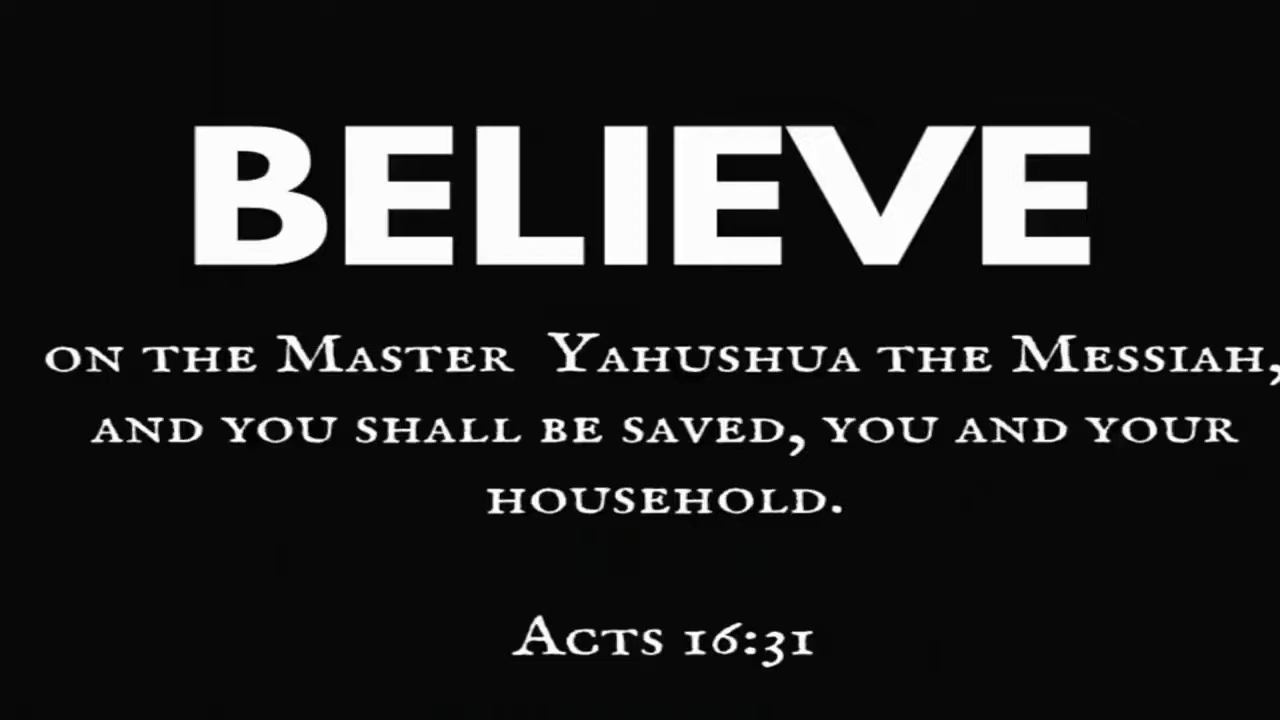 BELIEVE
on the Master Yahushua the Messiah,
and you shall be saved, you and your
household.
Acts 16:31